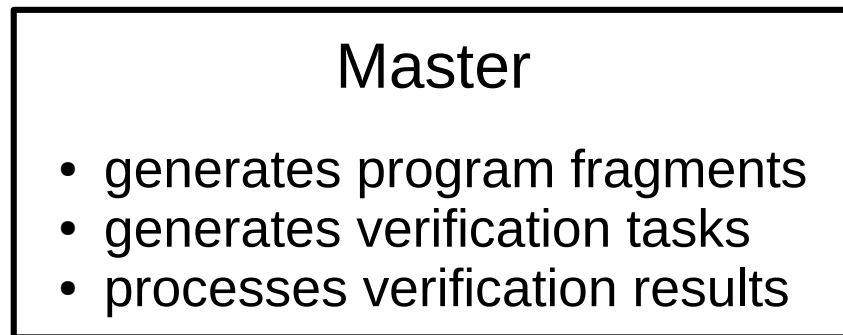 Master
• generates program fragments
• generates verification tasks
• processes verification results